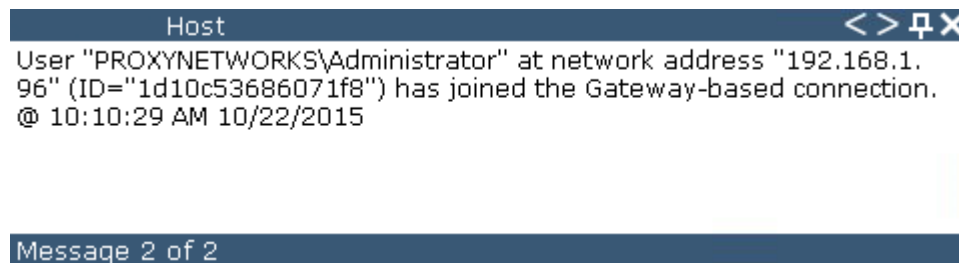 Host
User "PROXYNETWORKS\Administrator" at network address "192.168.1.
96" (ID="1d10c53686071f8") has joined the Gateway-based connection.
@ 10:10:29 AM 10/22/2015
Message 2 of 2